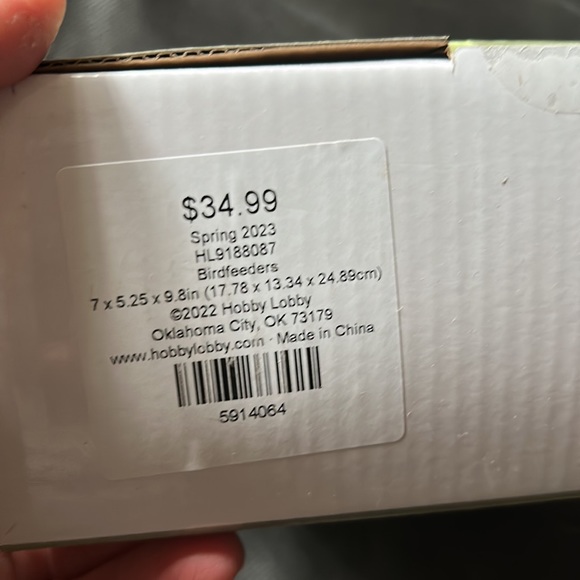 $34.99
Spring 2023
HL9188087
Birdfeeders
7 x 5.25 x 9.8in (17.78 x 13.34 x 24.89cm)
©2022 Hobby Lobby
Oklahoma City, OK 73179
www.hobbylobby.com · Made in China
5914064